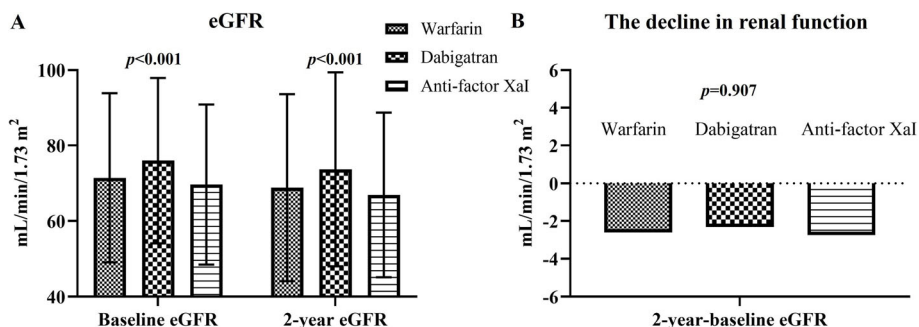 A
eGFR
Warfarin
Dabigatran
Anti-factor XaI
p<0.001
p<0.001
mL/min/1.73 m²
100
80
60
40
Baseline eGFR
2-year eGFR
B
The decline in renal function
p=0.907
Warfarin
Dabigatran
Anti-factor XaI
mL/min/1.73 m²
6
4
2
0
-2
-4
-6
2-year-baseline eGFR